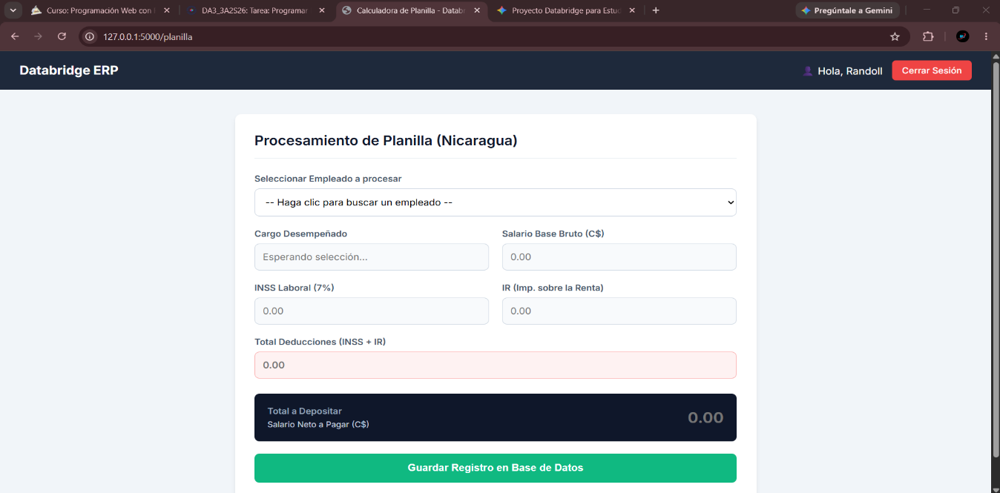 Curso: Programación Web con
DA3_3A2S26: Tarea: Programar
Calculadora de Planilla - Datab
Proyecto Databridge para Estu
Pregúntale a Gemini
127.0.0.1:5000/planilla
Databridge ERP
Hola, Randoll
Cerrar Sesión
Procesamiento de Planilla (Nicaragua)
Seleccionar Empleado a procesar
-- Haga clic para buscar un empleado --
Cargo Desempeñado
Salario Base Bruto (C$)
Esperando selección...
0.00
INSS Laboral (7%)
IR (Imp. sobre la Renta)
0.00
0.00
Total Deducciones (INSS + IR)
0.00
Total a Depositar
Salario Neto a Pagar (C$)
0.00
Guardar Registro en Base de Datos